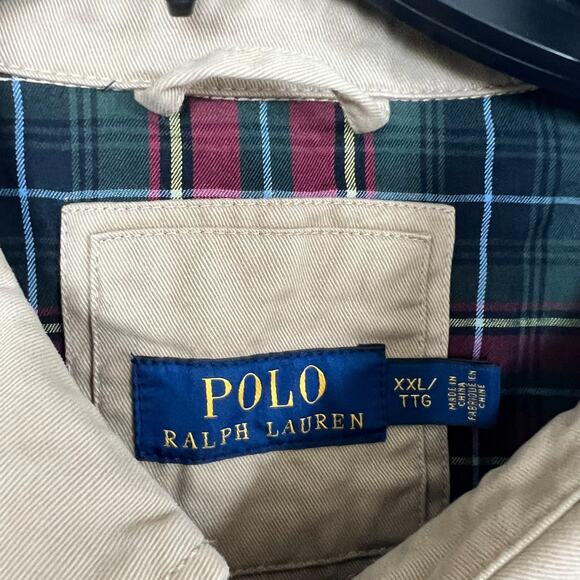 POLO
RALPH LAUREN
XXL/
TTG
MADE IN
CHINA
FABRIQUÉ EN
CHINE